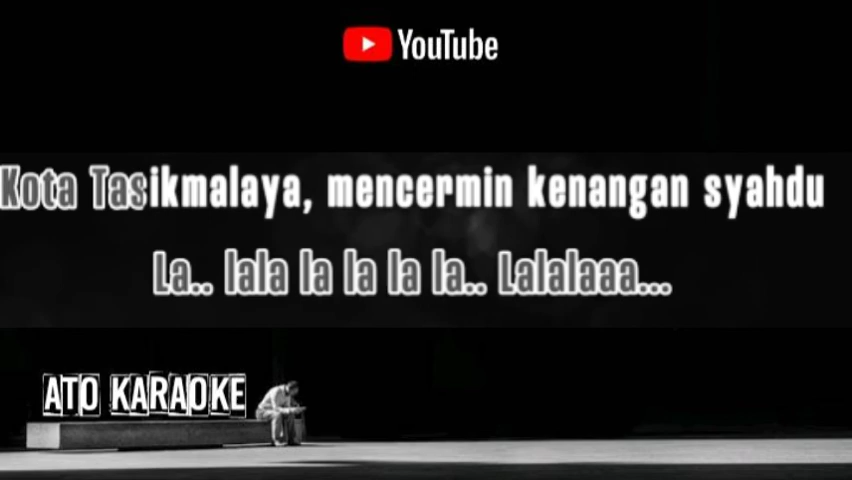 YouTube
Kota Tasikmalaya, mencermin kenangan syahdu
La.. lala la la la la.. Lalalaaa...
ATO KARAOKE